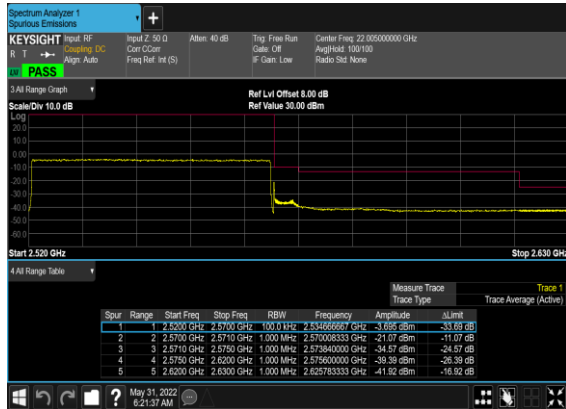 Spectrum Analyzer 1
Spurious Emissions
KEYSIGHT Input: RF Input Z: 50 Ω Atten: 40 dB Trig: Free Run Center Freq: 22.005000000 GHz
R T Coupling: DC Corr CCorr Gate: Off Avg|Hold: 100/100
Align: Auto Freq Ref: Int (S) IF Gain: Low Radio Std: None
PASS
3 All Range Graph
Ref Lvl Offset 8.00 dB
Scale/Div 10.0 dB Ref Value 30.00 dBm
Log
20.0
10.0
0.00
-10.0
-20.0
-30.0
-40.0
-50.0
-60.0
Start 2.520 GHz Stop 2.630 GHz
4 All Range Table
Measure Trace Trace 1
Trace Type Trace Average (Active)
Spur Range Start Freq Stop Freq RBW Frequency Amplitude ΔLimit
1 1 2.5200 GHz 2.5700 GHz 100.0 kHz 2.534666667 GHz -3.695 dBm -33.69 dB
2 2 2.5700 GHz 2.5710 GHz 1.000 MHz 2.570008333 GHz -21.07 dBm -11.07 dB
3 3 2.5710 GHz 2.5750 GHz 1.000 MHz 2.573840000 GHz -34.57 dBm -24.57 dB
4 4 2.5750 GHz 2.6200 GHz 1.000 MHz 2.575600000 GHz -39.39 dBm -26.39 dB
5 5 2.6200 GHz 2.6300 GHz 1.000 MHz 2.625783333 GHz -41.92 dBm -16.92 dB
May 31, 2022
6:21:37 AM